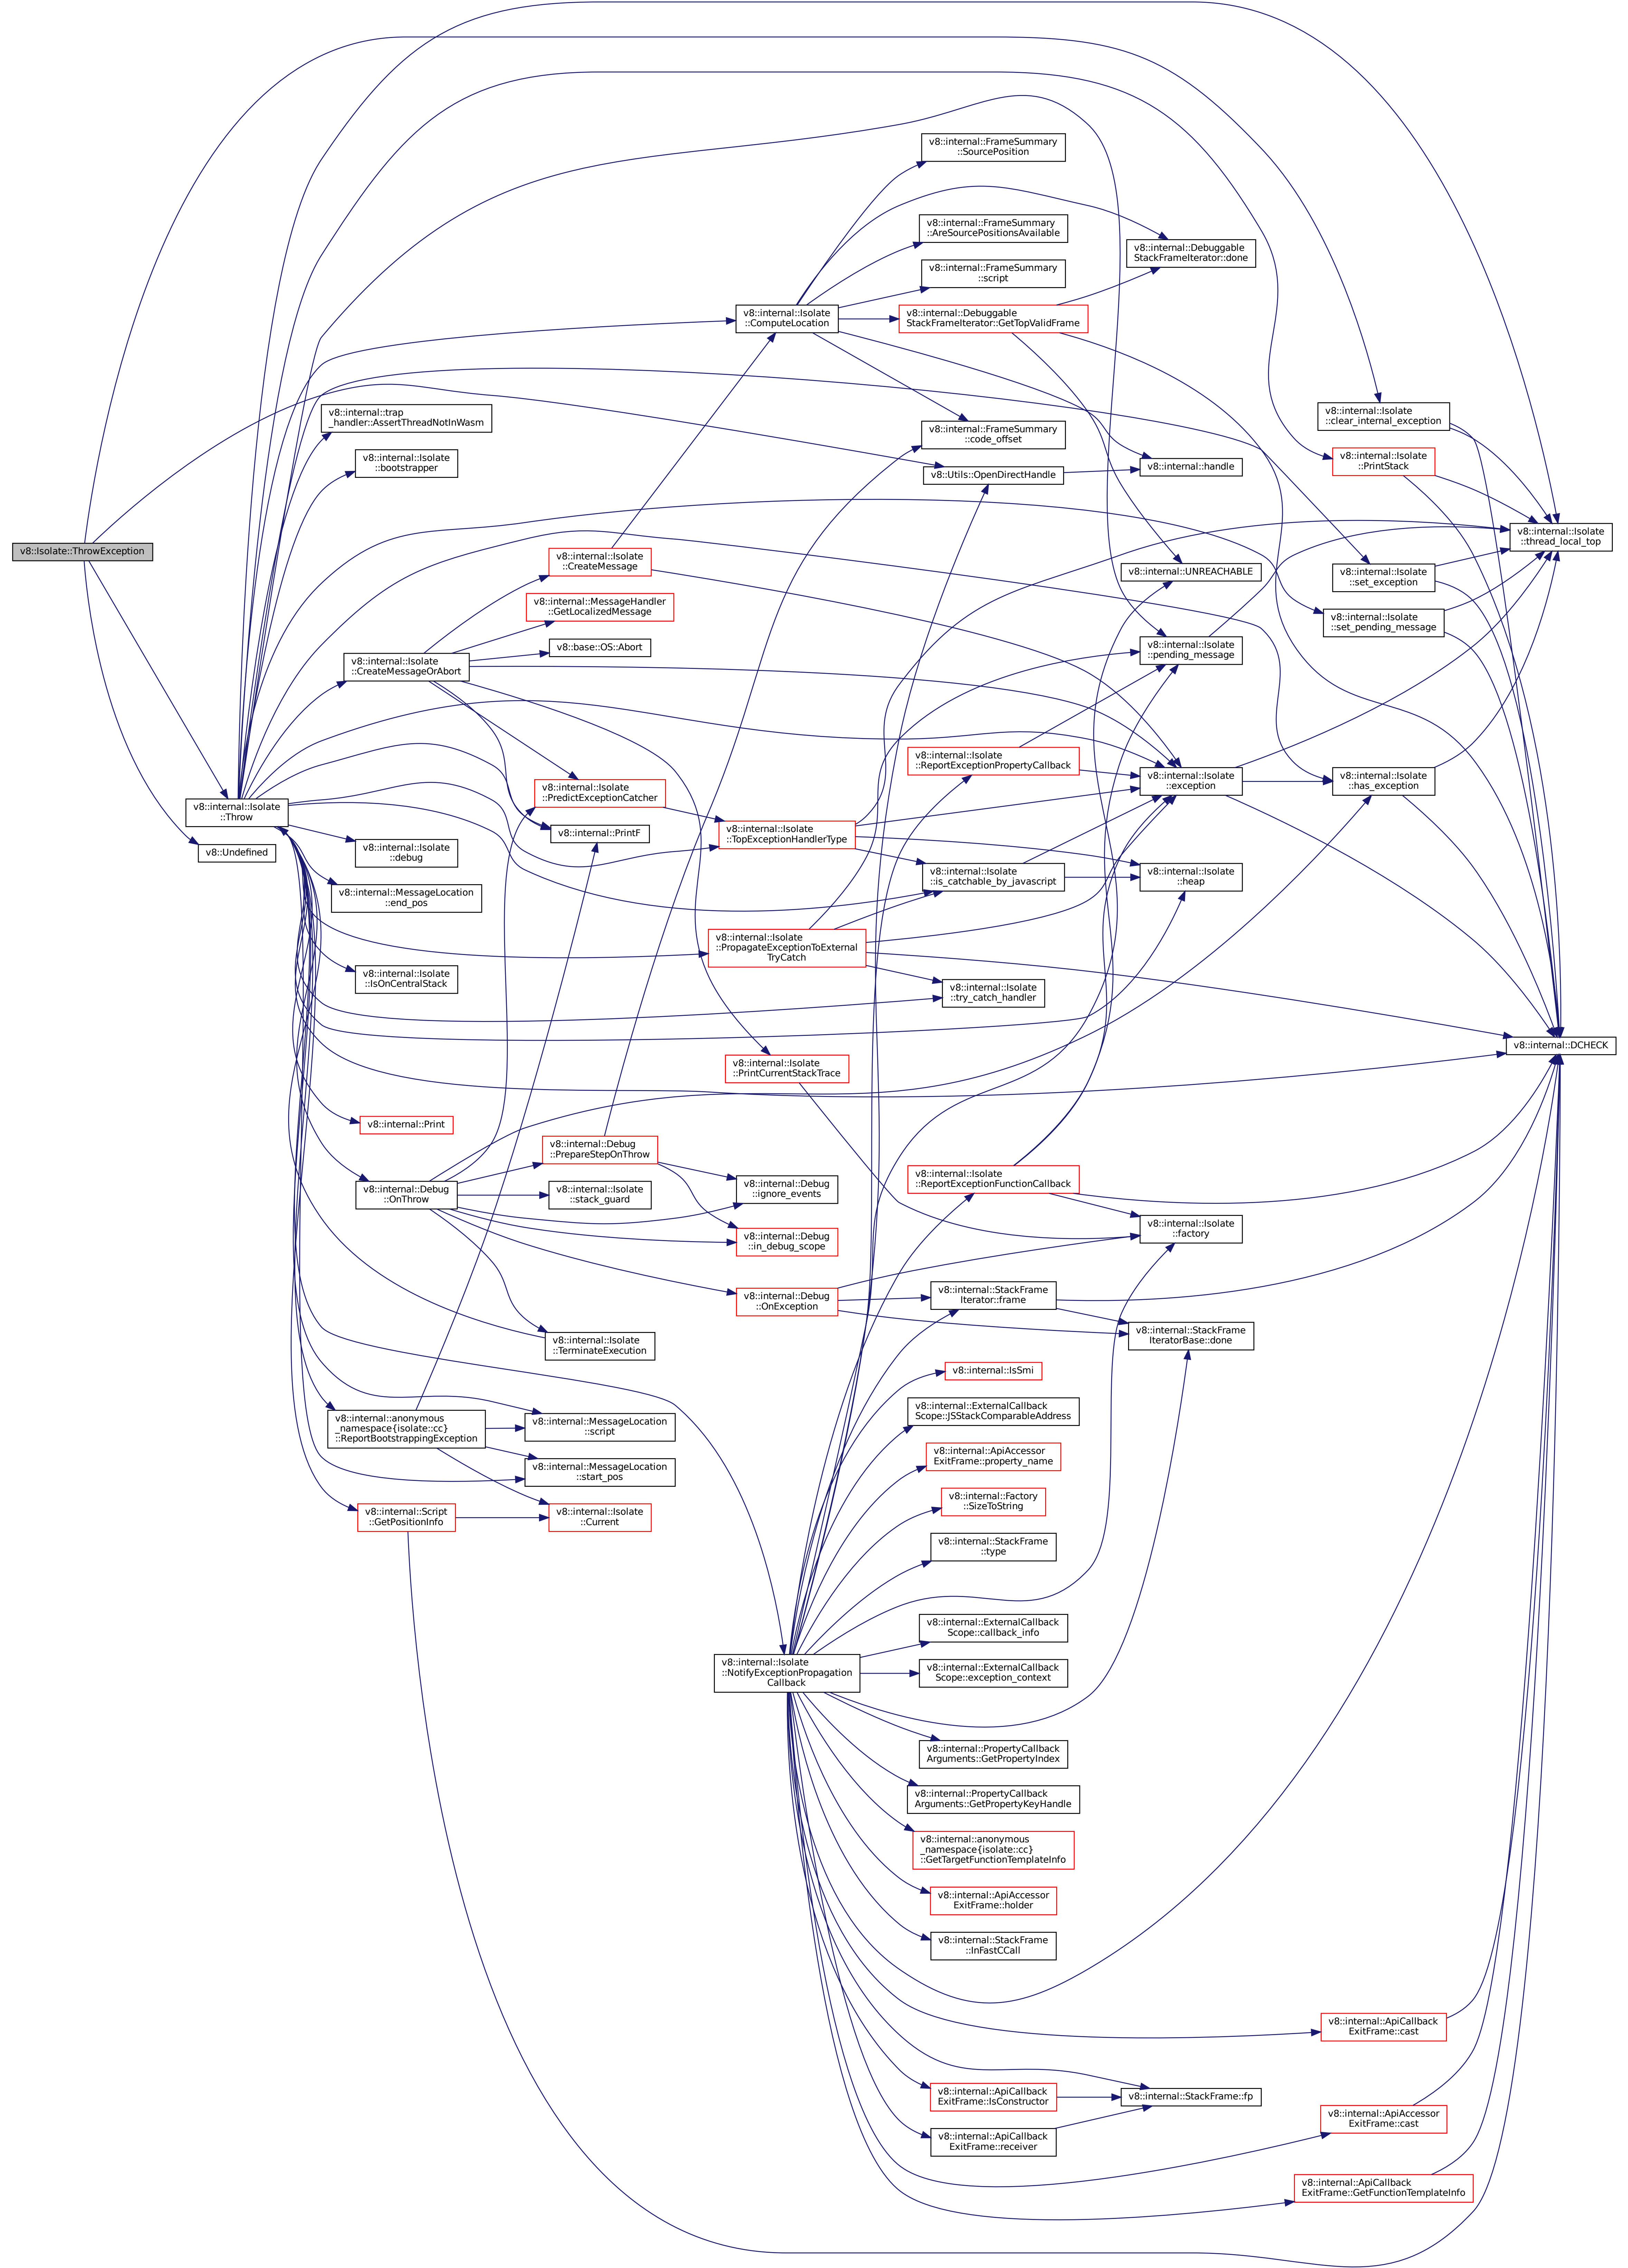 v8::Isolate::ThrowException
v8::internal::Isolate
::Throw
v8::Undefined
v8::internal::trap
_handler::AssertThreadNotInWasm
v8::internal::Isolate
::bootstrapper
v8::internal::Isolate
::CreateMessageOrAbort
v8::internal::Isolate
::debug
v8::internal::MessageLocation
::end_pos
v8::internal::Isolate
::IsOnCentralStack
v8::internal::Print
v8::internal::Debug
::OnThrow
v8::internal::anonymous
_namespace{isolate::cc}
::ReportBootstrappingException
v8::internal::Script
::GetPositionInfo
v8::internal::Isolate
::CreateMessage
v8::internal::MessageHandler
::GetLocalizedMessage
v8::base::OS::Abort
v8::internal::Isolate
::PredictExceptionCatcher
v8::internal::PrintF
v8::internal::Debug
::PrepareStepOnThrow
v8::internal::Isolate
::stack_guard
v8::internal::Isolate
::TerminateExecution
v8::internal::MessageLocation
::script
v8::internal::MessageLocation
::start_pos
v8::internal::Isolate
::Current
v8::internal::Isolate
::ComputeLocation
v8::internal::Isolate
::TopExceptionHandlerType
v8::internal::Isolate
::PropagateExceptionToExternal
TryCatch
v8::internal::Isolate
::PrintCurrentStackTrace
v8::internal::Debug
::ignore_events
v8::internal::Debug
::in_debug_scope
v8::internal::Debug
::OnException
v8::internal::Isolate
::NotifyExceptionPropagation
Callback
v8::internal::FrameSummary
::SourcePosition
v8::internal::FrameSummary
::AreSourcePositionsAvailable
v8::internal::FrameSummary
::script
v8::internal::Debuggable
StackFrameIterator::GetTopValidFrame
v8::internal::FrameSummary
::code_offset
v8::Utils::OpenDirectHandle
v8::internal::Isolate
::ReportExceptionPropertyCallback
v8::internal::Isolate
::is_catchable_by_javascript
v8::internal::Isolate
::try_catch_handler
v8::internal::Isolate
::ReportExceptionFunctionCallback
v8::internal::StackFrame
Iterator::frame
v8::internal::IsSmi
v8::internal::ExternalCallback
Scope::JSStackComparableAddress
v8::internal::ApiAccessor
ExitFrame::property_name
v8::internal::Factory
::SizeToString
v8::internal::StackFrame
::type
v8::internal::ExternalCallback
Scope::callback_info
v8::internal::ExternalCallback
Scope::exception_context
v8::internal::PropertyCallback
Arguments::GetPropertyIndex
v8::internal::PropertyCallback
Arguments::GetPropertyKeyHandle
v8::internal::anonymous
_namespace{isolate::cc}
::GetTargetFunctionTemplateInfo
v8::internal::ApiAccessor
ExitFrame::holder
v8::internal::StackFrame
::InFastCCall
v8::internal::ApiCallback
ExitFrame::IsConstructor
v8::internal::ApiCallback
ExitFrame::receiver
v8::internal::Debuggable
StackFrameIterator::done
v8::internal::handle
v8::internal::UNREACHABLE
v8::internal::Isolate
::pending_message
v8::internal::Isolate
::exception
v8::internal::Isolate
::heap
v8::internal::Isolate
::factory
v8::internal::StackFrame
IteratorBase::done
v8::internal::StackFrame::fp
v8::internal::Isolate
::clear_internal_exception
v8::internal::Isolate
::PrintStack
v8::internal::Isolate
::set_exception
v8::internal::Isolate
::set_pending_message
v8::internal::Isolate
::has_exception
v8::internal::ApiCallback
ExitFrame::cast
v8::internal::ApiAccessor
ExitFrame::cast
v8::internal::ApiCallback
ExitFrame::GetFunctionTemplateInfo
v8::internal::Isolate
::thread_local_top
v8::internal::DCHECK